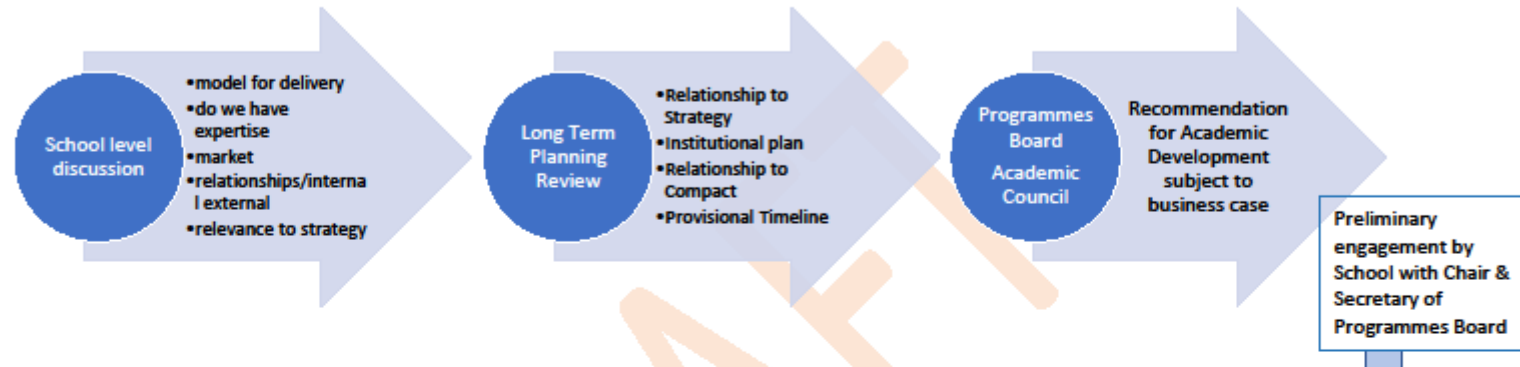 School level
discussion
•model for delivery
•do we have
expertise
•market
•relationships/interna
l external
•relevance to strategy
Long Term
Planning
Review
•Relationship to
Strategy
•Institutional plan
•Relationship to
Compact
•Provisional Timeline
Programmes
Board
Academic
Council
Recommendation
for Academic
Development
subject to
business case
Preliminary
engagement by
School with Chair &
Secretary of
Programmes Board